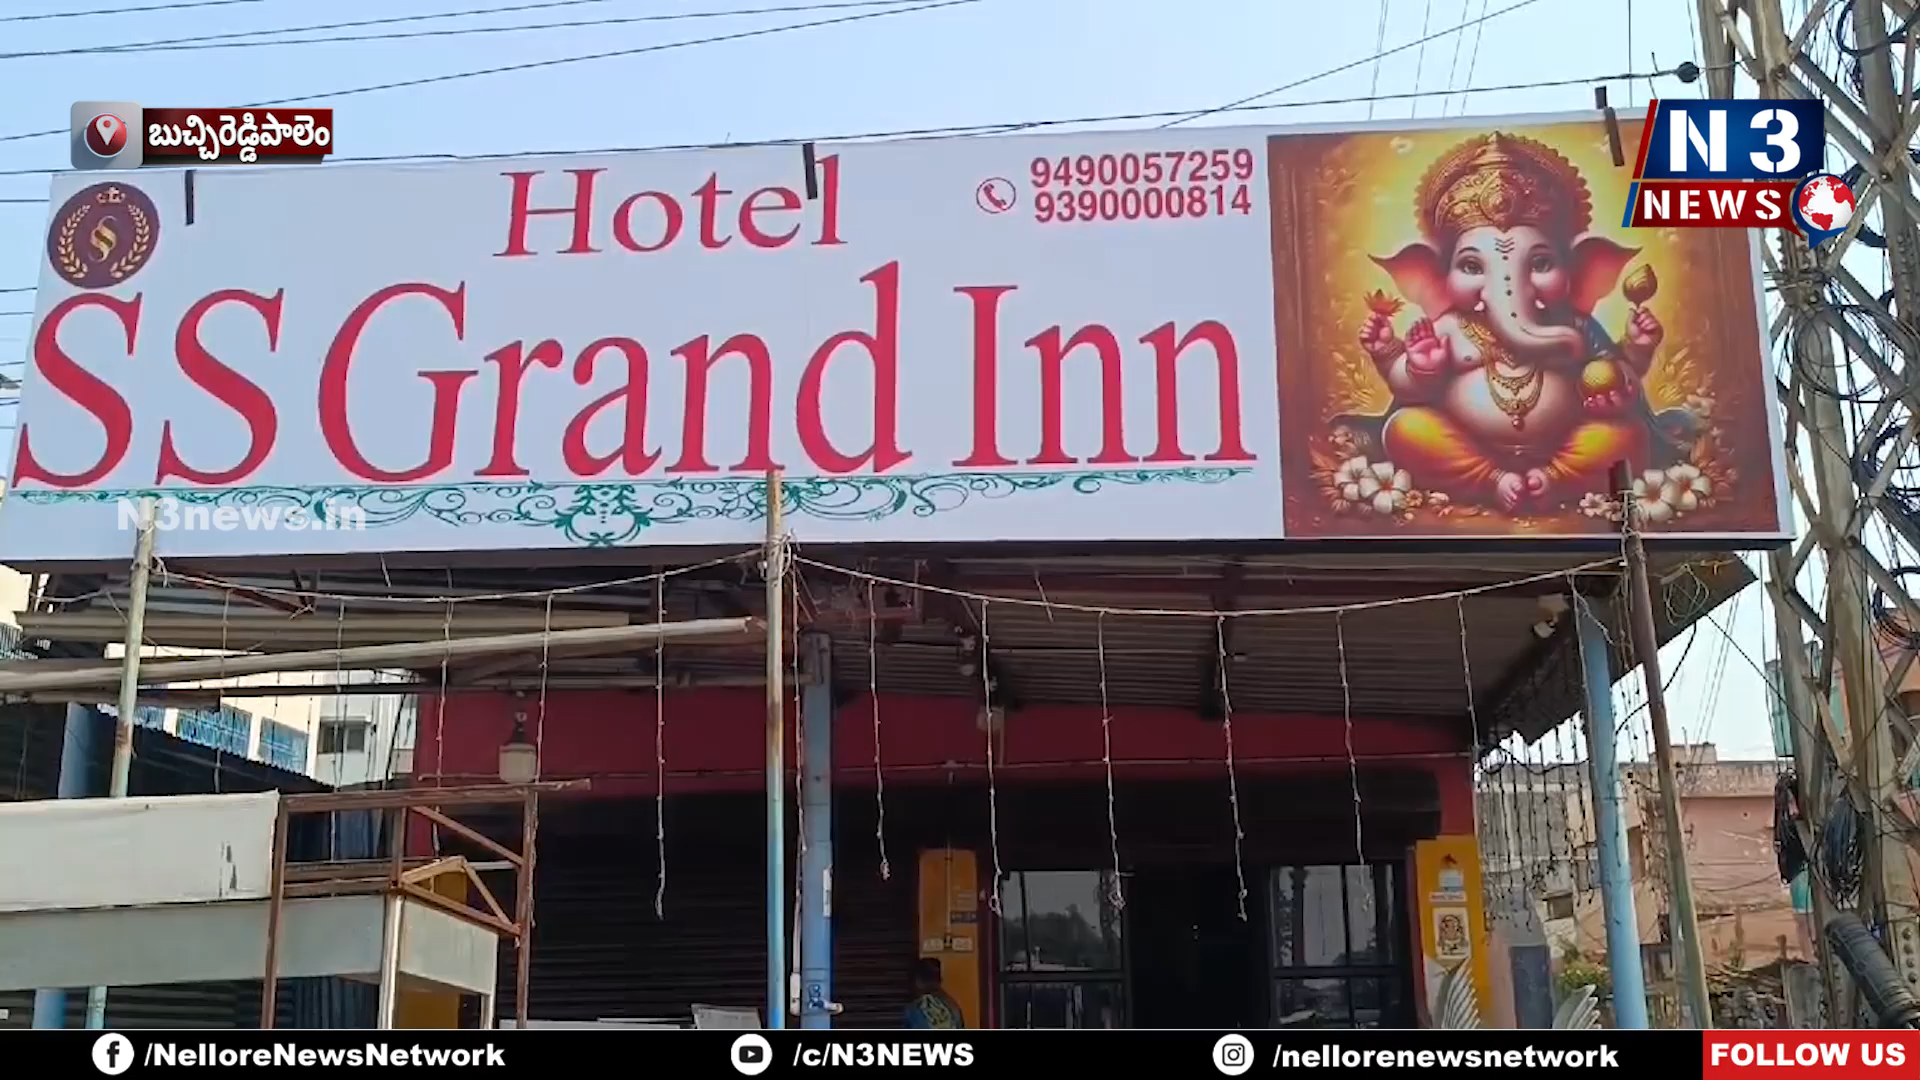 బుచ్చిరెడ్డిపాలెం
N3
NEWS
Hotel
9490057259
9390000814
SS Grand Inn
N3news.in
/NelloreNewsNetwork
/c/N3NEWS
/nellorenewsnetwork
FOLLOW US